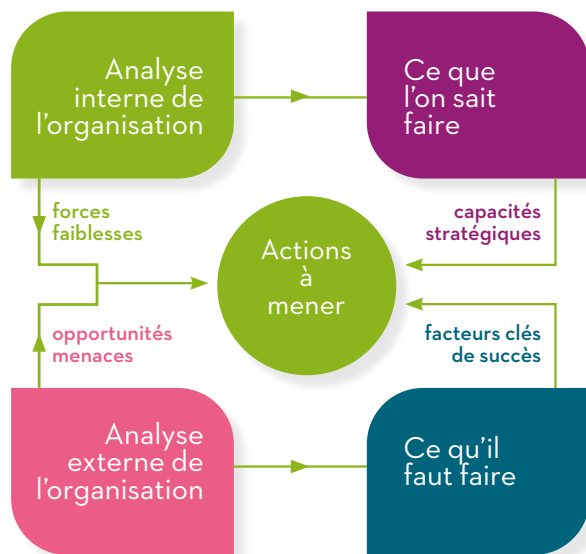 Analyse
interne de
l'organisation
Ce que
l'on sait
faire
forces
faiblesses
capacités
stratégiques
Actions
à
mener
opportunités
menaces
facteurs clés
de succès
Analyse
externe de
l'organisation
Ce qu'il
faut faire